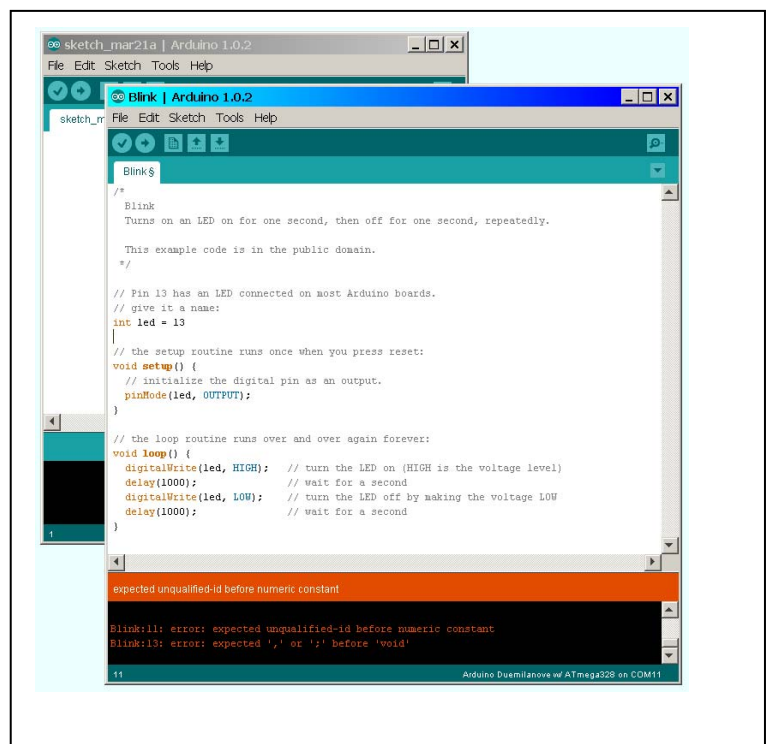 sketch_mar21a | Arduino 1.0.2
File Edit Sketch Tools Help
sketch_m
Blink | Arduino 1.0.2
File Edit Sketch Tools Help
Blink §
/*
  Blink
  Turns on an LED on for one second, then off for one second, repeatedly.
  This example code is in the public domain.
 */
// Pin 13 has an LED connected on most Arduino boards.
// give it a name:
int led = 13
// the setup routine runs once when you press reset:
void setup() {
  // initialize the digital pin as an output.
  pinMode(led, OUTPUT);
}
// the loop routine runs over and over again forever:
void loop() {
  digitalWrite(led, HIGH);   // turn the LED on (HIGH is the voltage level)
  delay(1000);               // wait for a second
  digitalWrite(led, LOW);    // turn the LED off by making the voltage LOW
  delay(1000);               // wait for a second
}
expected unqualified-id before numeric constant
Blink:11: error: expected unqualified-id before numeric constant
Blink:13: error: expected ',' or ';' before 'void'
1
11
Arduino Duemilanove w/ ATmega328 on COM11